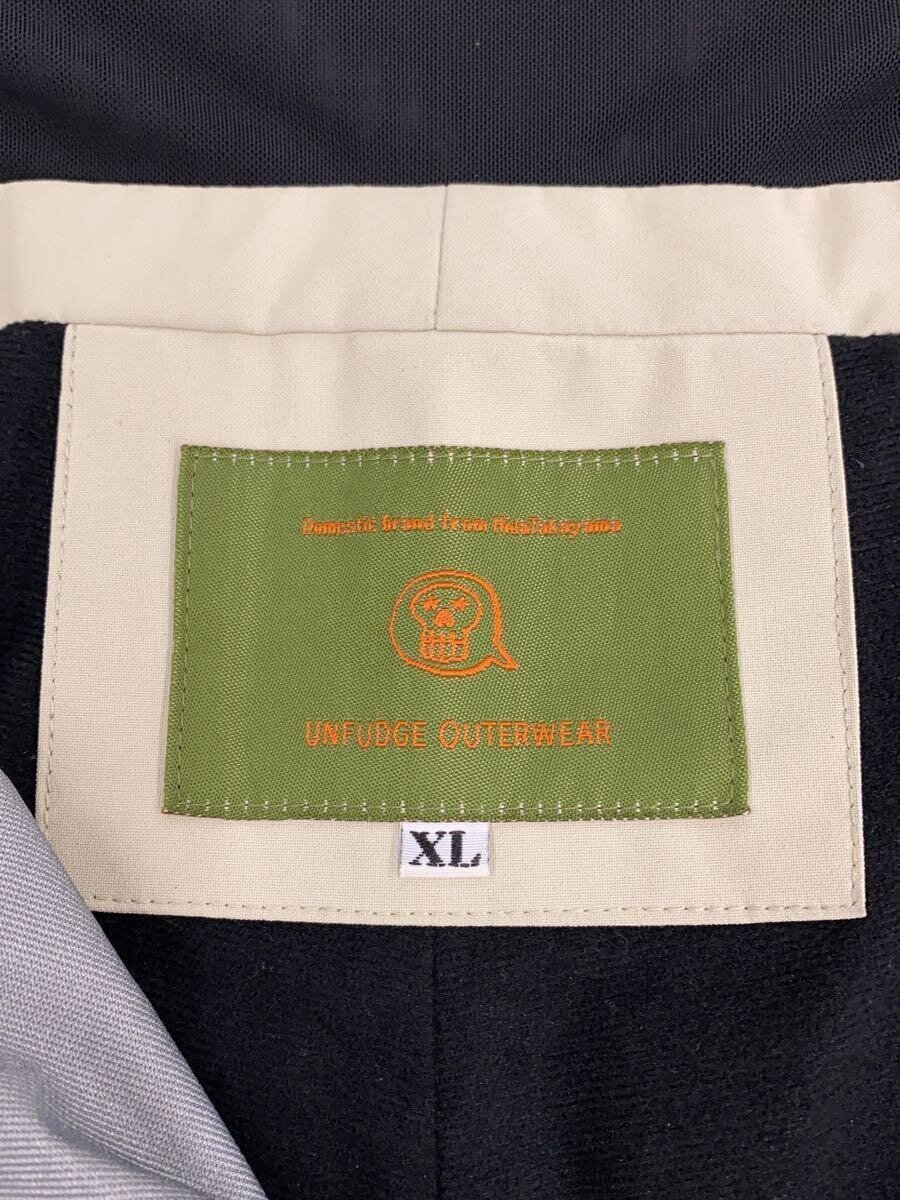 Domestic brand from HidaTakayama
UNFUDGE OUTERWEAR
XL